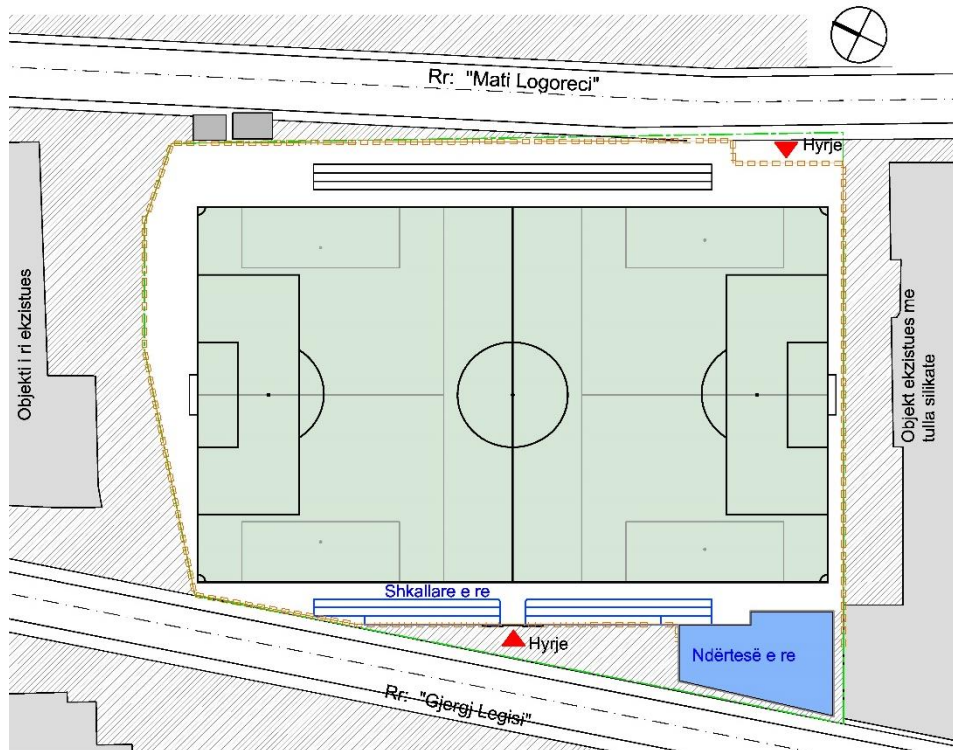 Rr: "Mati Logoreci"
Hyrje
Objekti i ri ekzistues
Objekt ekzistues me
tulla silikate
Shkallare e re
Hyrje
Ndërtesë e re
Rr: "Gjergj Legisi"